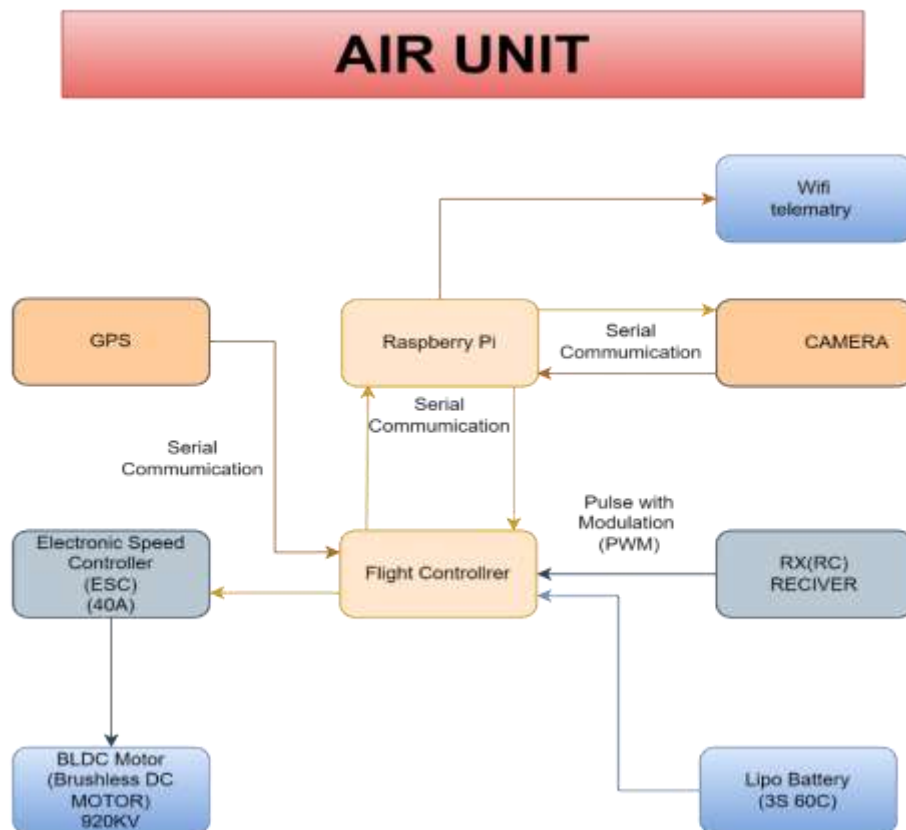 AIR UNIT
Wifi
telematry
GPS
Raspberry Pi
Serial
Commumication
CAMERA
Serial
Commumication
Serial
Commumication
Pulse with
Modulation
(PWM)
Electronic Speed
Controller
(ESC)
(40A)
Flight Controllrer
RX(RC)
RECIVER
BLDC Motor
(Brushless DC
MOTOR)
920KV
Lipo Battery
(3S 60C)